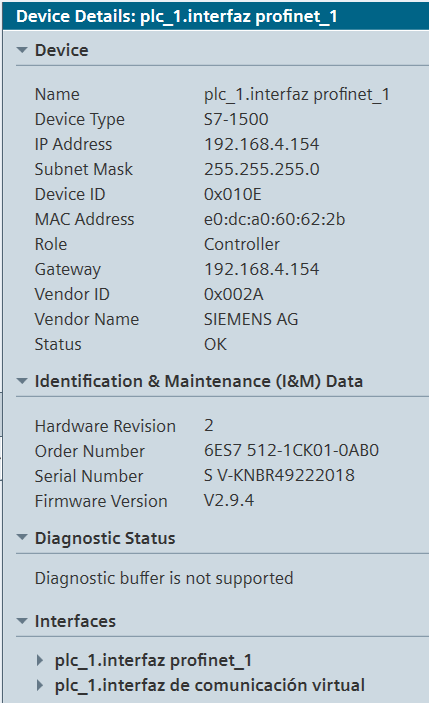 Device Details: plc_1.interfaz profinet_1
Device
Name plc_1.interfaz profinet_1
Device Type S7-1500
IP Address 192.168.4.154
Subnet Mask 255.255.255.0
Device ID 0x010E
MAC Address e0:dc:a0:60:62:2b
Role Controller
Gateway 192.168.4.154
Vendor ID 0x002A
Vendor Name SIEMENS AG
Status OK
Identification & Maintenance (I&M) Data
Hardware Revision 2
Order Number 6ES7 512-1CK01-0AB0
Serial Number S V-KNBR49222018
Firmware Version V2.9.4
Diagnostic Status
Diagnostic buffer is not supported
Interfaces
plc_1.interfaz profinet_1
plc_1.interfaz de comunicación virtual